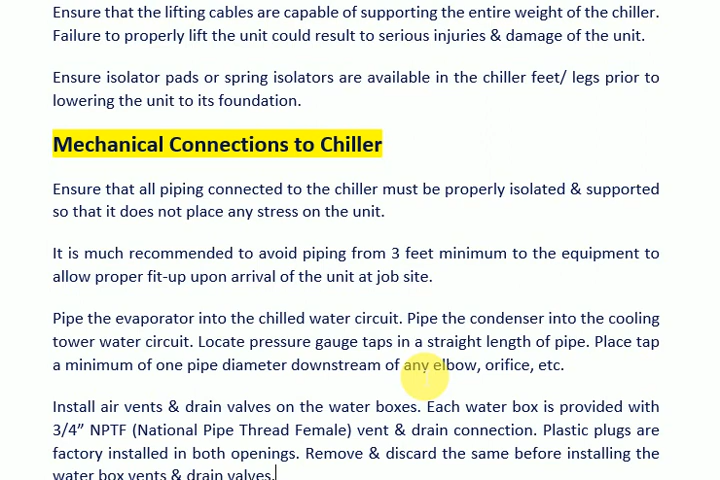 Ensure that the lifting cables are capable of supporting the entire weight of the chiller.
Failure to properly lift the unit could result to serious injuries & damage of the unit.
Ensure isolator pads or spring isolators are available in the chiller feet/ legs prior to
lowering the unit to its foundation.
Mechanical Connections to Chiller
Ensure that all piping connected to the chiller must be properly isolated & supported
so that it does not place any stress on the unit.
It is much recommended to avoid piping from 3 feet minimum to the equipment to
allow proper fit-up upon arrival of the unit at job site.
Pipe the evaporator into the chilled water circuit. Pipe the condenser into the cooling
tower water circuit. Locate pressure gauge taps in a straight length of pipe. Place tap
a minimum of one pipe diameter downstream of any elbow, orifice, etc.
Install air vents & drain valves on the water boxes. Each water box is provided with
3/4” NPTF (National Pipe Thread Female) vent & drain connection. Plastic plugs are
factory installed in both openings. Remove & discard the same before installing the
water box vents & drain valves.